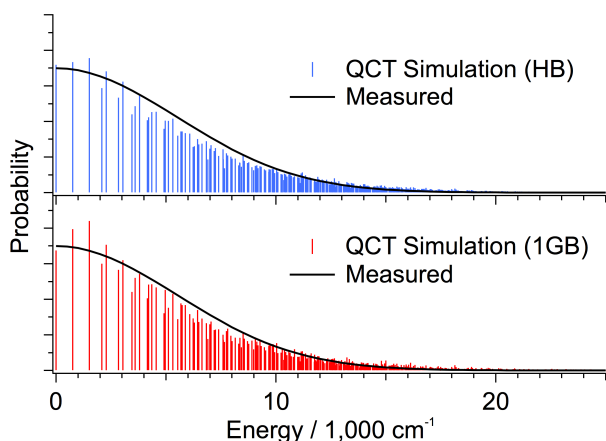 QCT Simulation (HB)
Measured
Probability
QCT Simulation (1GB)
Measured
0 10 20
Energy / 1,000 cm⁻¹